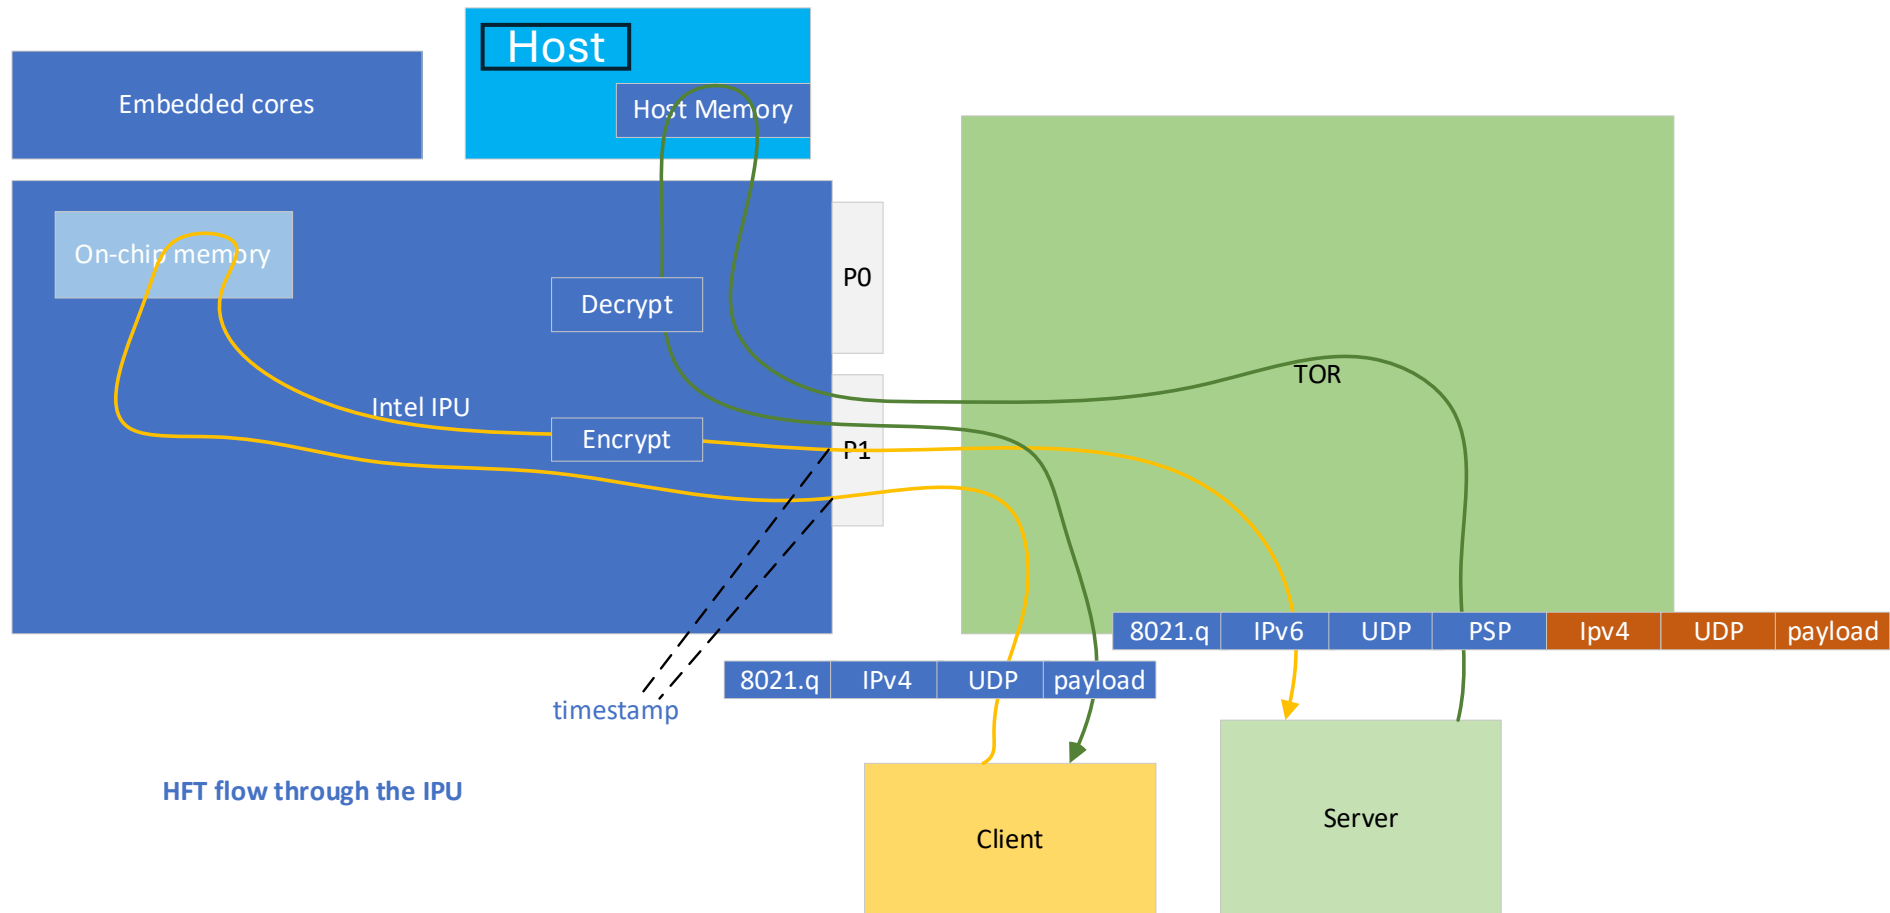 Host
Embedded cores
Host Memory
On-chip memory
P0
Decrypt
TOR
Intel IPU
Encrypt
P1
8021.q IPv6 UDP PSP Ipv4 UDP payload
8021.q IPv4 UDP payload
timestamp
HFT flow through the IPU
Server
Client